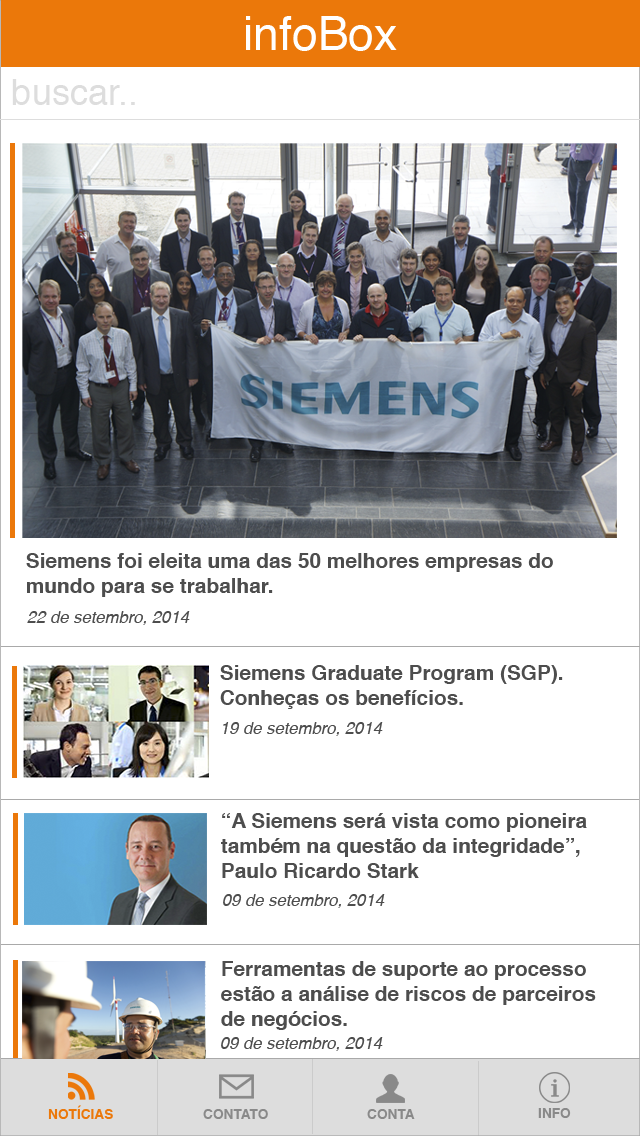 infoBox
buscar..
SIEMENS
Siemens foi eleita uma das 50 melhores empresas do
mundo para se trabalhar.
22 de setembro, 2014
Siemens Graduate Program (SGP).
Conheças os benefícios.
19 de setembro, 2014
“A Siemens será vista como pioneira
também na questão da integridade”,
Paulo Ricardo Stark
09 de setembro, 2014
Ferramentas de suporte ao processo
estão a análise de riscos de parceiros
de negócios.
09 de setembro, 2014
NOTÍCIAS
CONTATO
CONTA
INFO